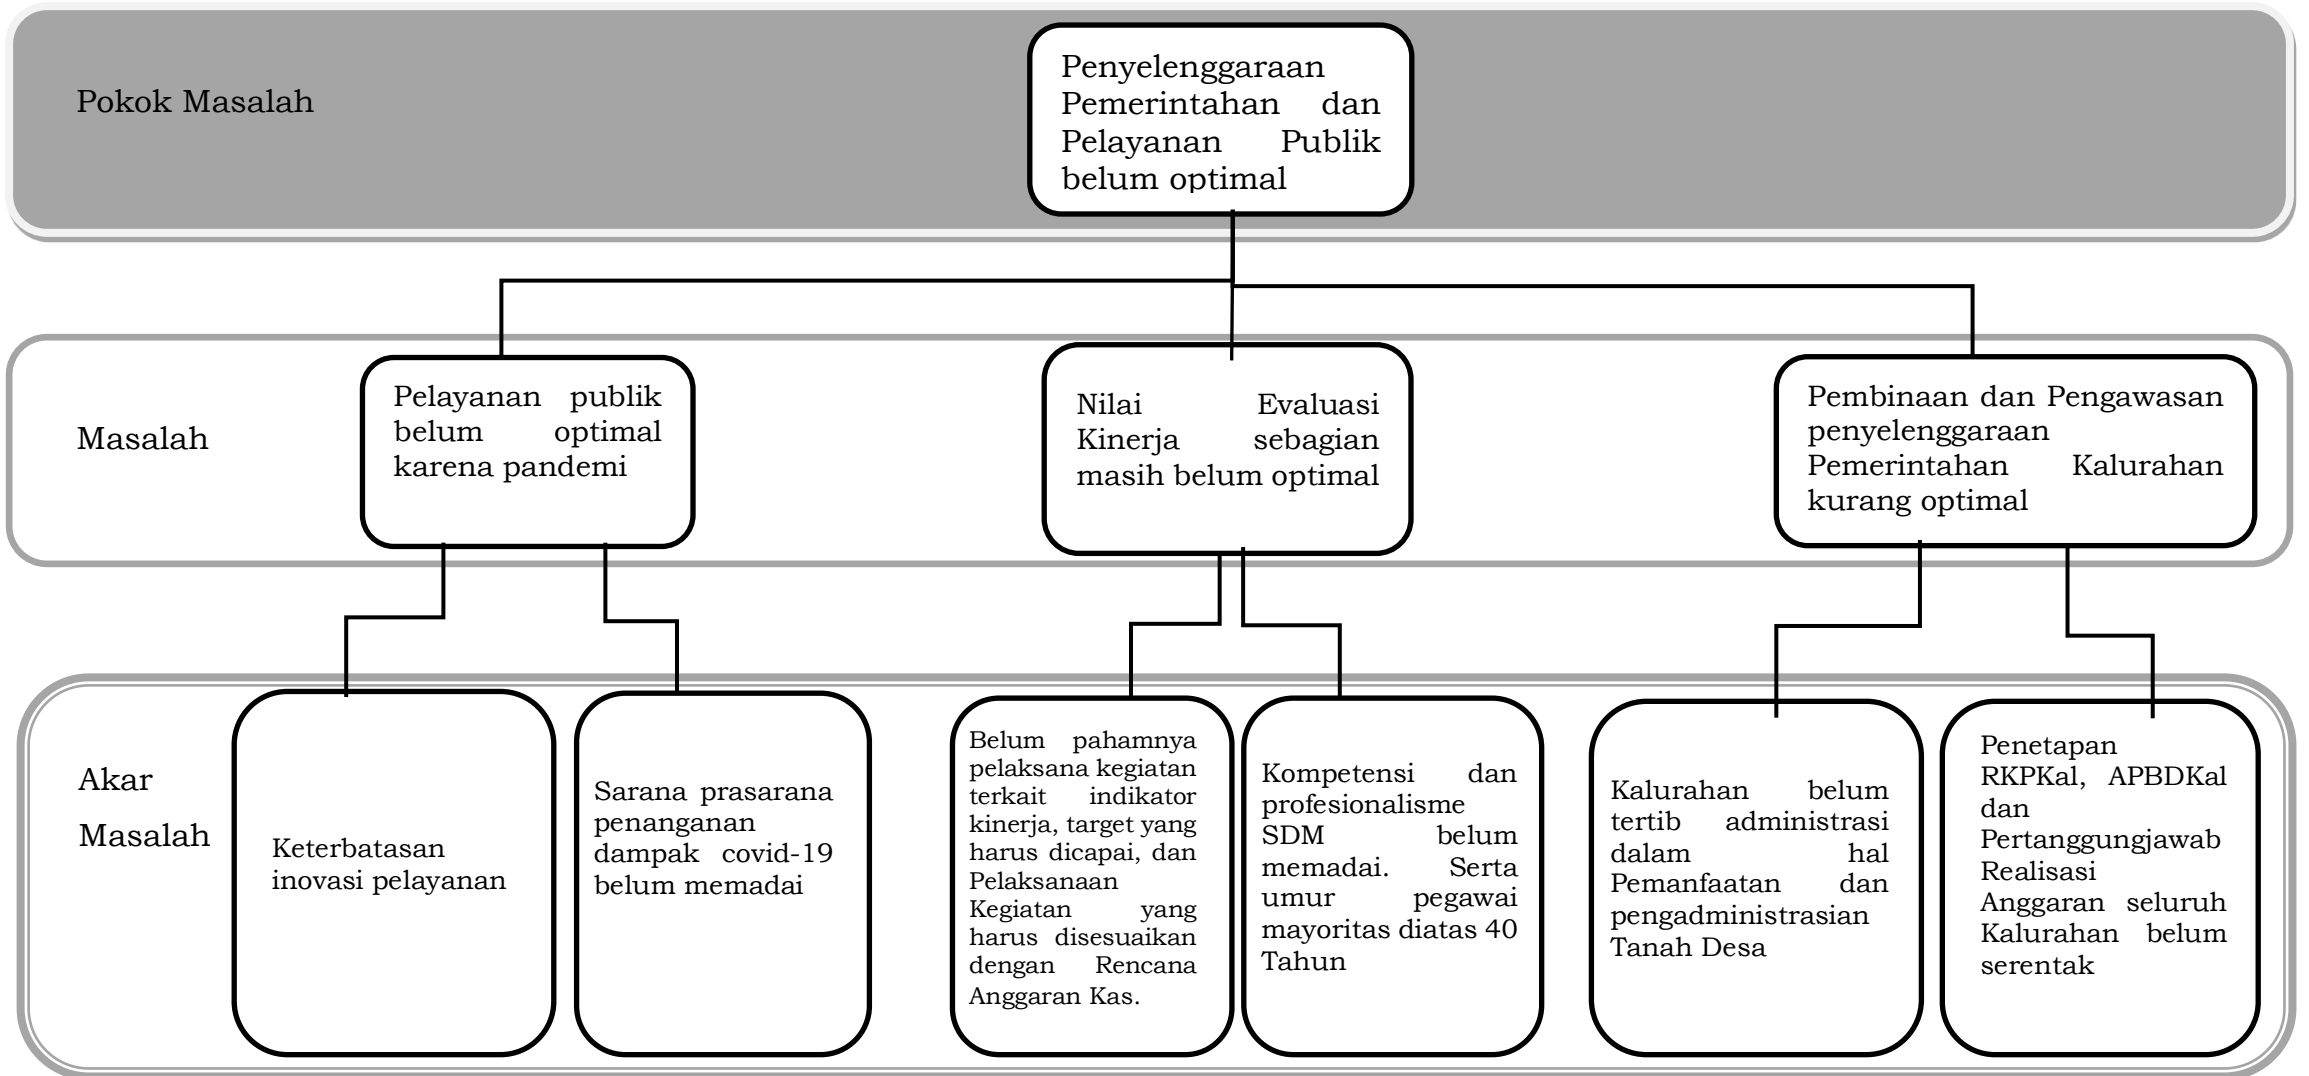 Pokok Masalah
Penyelenggaraan
Pemerintahan dan
Pelayanan Publik
belum optimal
Masalah
Pelayanan publik
belum optimal
karena pandemi
Nilai Evaluasi
Kinerja sebagian
masih belum optimal
Pembinaan dan Pengawasan
penyelenggaraan
Pemerintahan Kalurahan
kurang optimal
Akar
Masalah
Keterbatasan
inovasi pelayanan
Sarana prasarana
penanganan
dampak covid-19
belum memadai
Belum pahamnya
pelaksana kegiatan
terkait indikator
kinerja, target yang
harus dicapai, dan
Pelaksanaan
Kegiatan yang
harus disesuaikan
dengan Rencana
Anggaran Kas.
Kompetensi dan
profesionalisme
SDM belum
memadai. Serta
umur pegawai
mayoritas diatas 40
Tahun
Kalurahan belum
tertib administrasi
dalam hal
Pemanfaatan dan
pengadministrasian
Tanah Desa
Penetapan
RKPKal, APBDKal
dan
Pertanggungjawab
Realisasi
Anggaran seluruh
Kalurahan belum
serentak